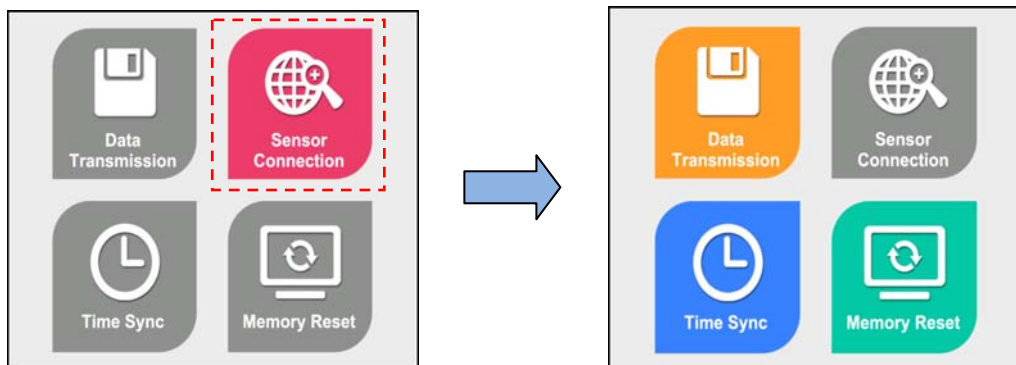 Data
Transmission
Sensor
Connection
Time Sync
Memory Reset
Data
Transmission
Sensor
Connection
Time Sync
Memory Reset